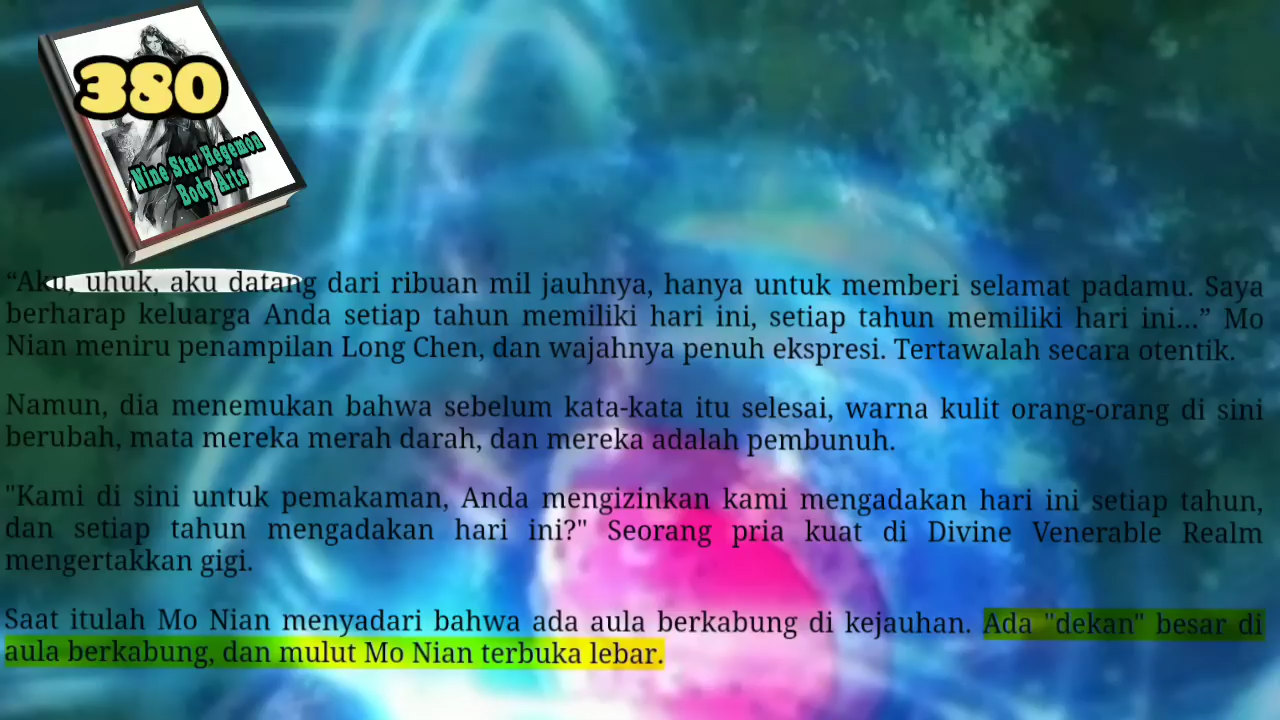 380
Nine Star Hegemon
Body Arts
“Aku, uhuk, aku datang dari ribuan mil jauhnya, hanya untuk memberi selamat padamu. Saya
berharap keluarga Anda setiap tahun memiliki hari ini, setiap tahun memiliki hari ini...” Mo
Nian meniru penampilan Long Chen, dan wajahnya penuh ekspresi. Tertawalah secara otentik.
Namun, dia menemukan bahwa sebelum kata-kata itu selesai, warna kulit orang-orang di sini
berubah, mata mereka merah darah, dan mereka adalah pembunuh.
"Kami di sini untuk pemakaman, Anda mengizinkan kami mengadakan hari ini setiap tahun,
dan setiap tahun mengadakan hari ini?" Seorang pria kuat di Divine Venerable Realm
mengertakkan gigi.
Saat itulah Mo Nian menyadari bahwa ada aula berkabung di kejauhan. Ada "dekan" besar di
aula berkabung, dan mulut Mo Nian terbuka lebar.